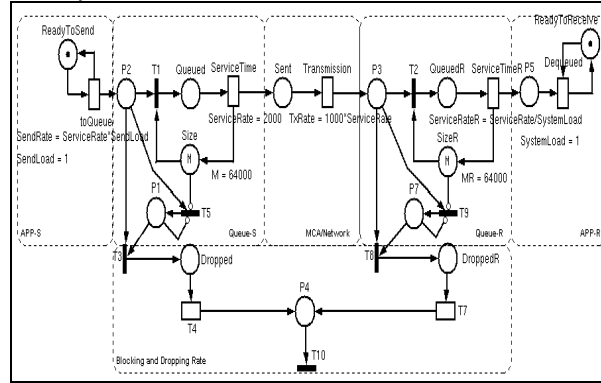 ReadyToSend
toQueue
SendRate = ServiceRate*SendLoad
SendLoad = 1
APP-S
P2
T1
Queued
ServiceTime
ServiceRate = 2000
Size
M
M = 64000
P1
T5
T3
Queue-S
Sent
Transmission
TxRate = 1000*ServiceRate
MCA/Network
P3
T2
QueuedR
ServiceTimeR
ServiceRateR = ServiceRate/SystemLoad
SizeR
M
MR = 64000
P7
T9
T8
Queue-R
P5
ReadyToReceive
Dequeued
SystemLoad = 1
APP-R
Dropped
T4
P4
T10
DroppedR
T7
Blocking and Dropping Rate